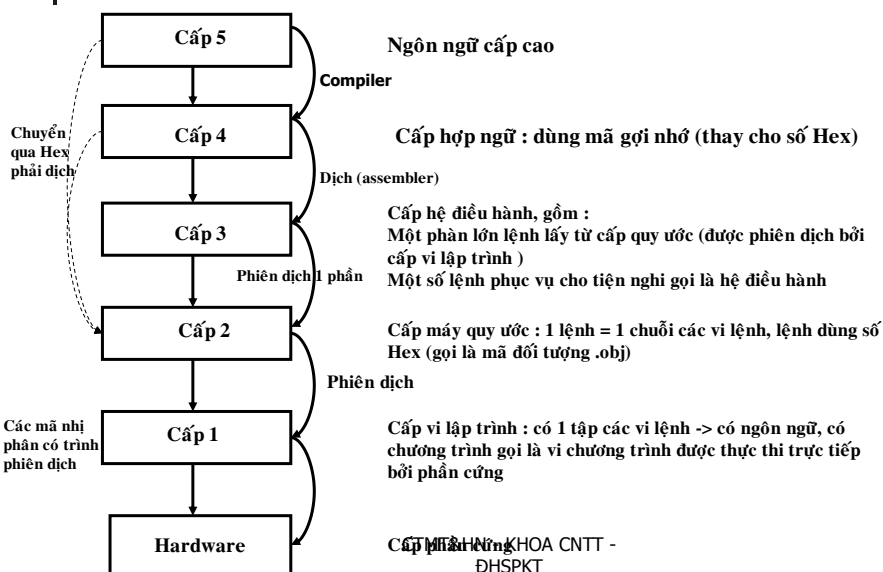 Cấp 5
Ngôn ngữ cấp cao
Compiler
Chuyển
qua Hex
phải dịch
Cấp 4
Cấp hợp ngữ : dùng mã gợi nhớ (thay cho số Hex)
Dịch (assembler)
Cấp 3
Cấp hệ điều hành, gồm :
Một phàn lớn lệnh lấy từ cấp quy ước (được phiên dịch bởi
cấp vi lập trình )
Một số lệnh phục vụ cho tiện nghi gọi là hệ điều hành
Phiên dịch 1 phần
Cấp 2
Cấp máy quy ước : 1 lệnh = 1 chuỗi các vi lệnh, lệnh dùng số
Hex (gọi là mã đối tượng .obj)
Phiên dịch
Các mã nhị
phân có trình
phiên dịch
Cấp 1
Cấp vi lập trình : có 1 tập các vi lệnh -> có ngôn ngữ, có
chương trình gọi là vi chương trình được thực thi trực tiếp
bởi phần cứng
Hardware
Cấp phần cứng
KHOA CNTT -
ĐHSPKT